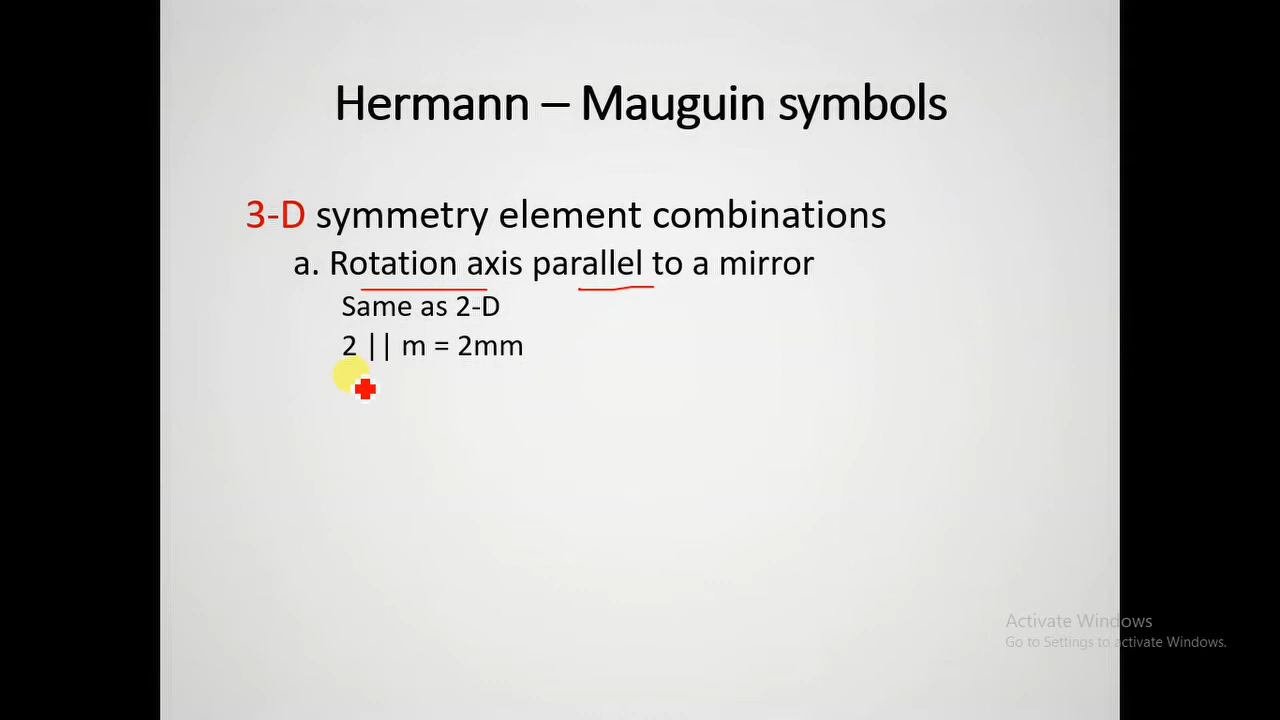 Hermann – Mauguin symbols
3-D symmetry element combinations
a. Rotation axis parallel to a mirror
Same as 2-D
2 || m = 2mm
Activate Windows
Go to Settings to activate Windows.